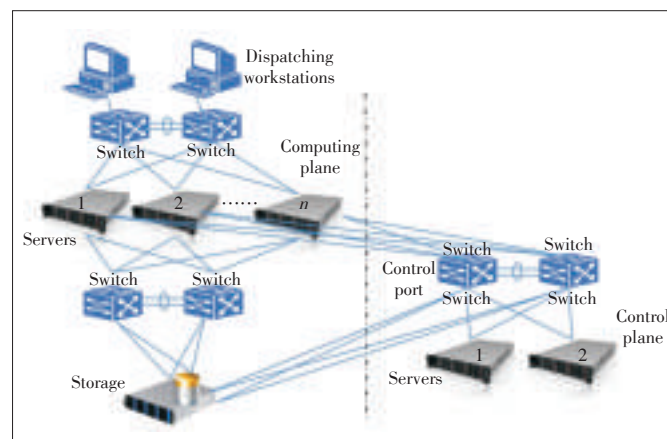 Dispatching
workstations
Switch
Switch
Computing
plane
1
2
······
n
Servers
Switch
Switch
Switch
Switch
Control
port
Switch
Switch
Control
plane
1
2
Servers
Storage